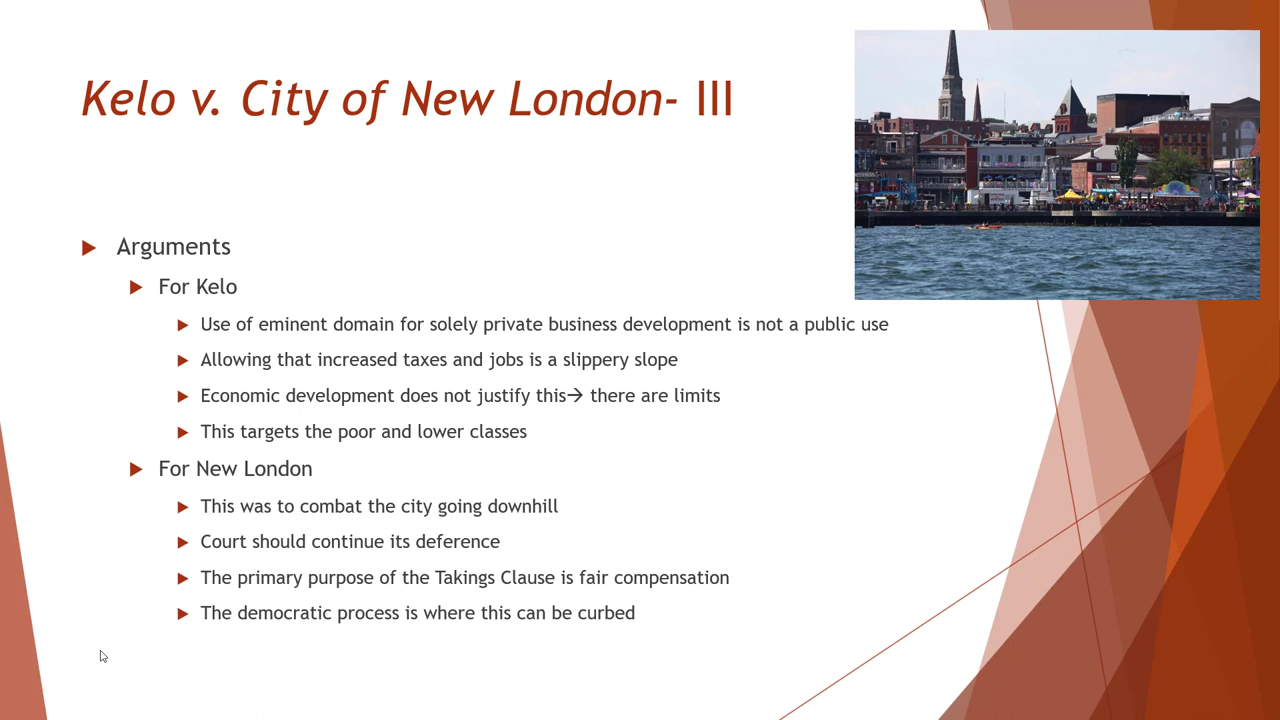 Kelo v. City of New London- III
Arguments
For Kelo
Use of eminent domain for solely private business development is not a public use
Allowing that increased taxes and jobs is a slippery slope
Economic development does not justify this→ there are limits
This targets the poor and lower classes
For New London
This was to combat the city going downhill
Court should continue its deference
The primary purpose of the Takings Clause is fair compensation
The democratic process is where this can be curbed